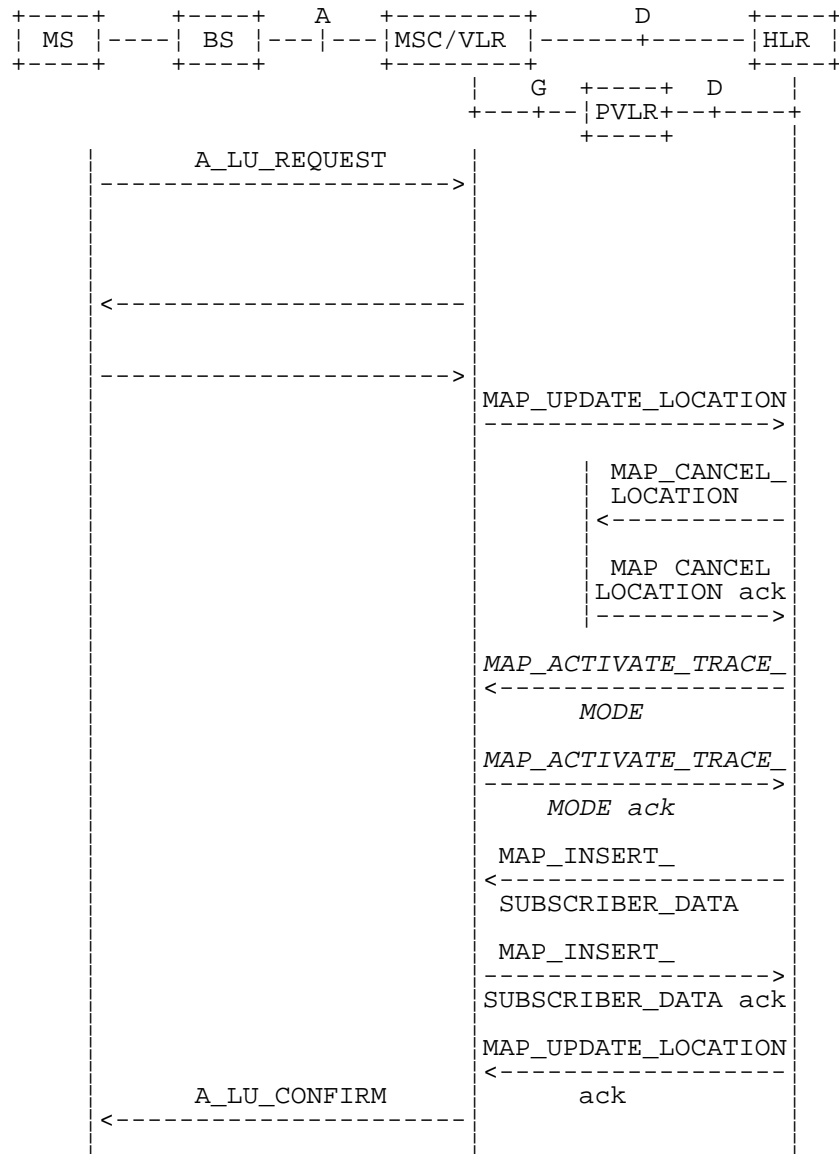 A D
MS BS MSC/VLR HLR
G D
PVLR
A_LU_REQUEST
MAP_UPDATE_LOCATION
MAP_CANCEL_
LOCATION
MAP CANCEL
LOCATION ack
MAP_ACTIVATE_TRACE_
MODE
MAP_ACTIVATE_TRACE_
MODE ack
MAP_INSERT_
SUBSCRIBER_DATA
MAP_INSERT_
SUBSCRIBER_DATA ack
MAP_UPDATE_LOCATION
A_LU_CONFIRM ack